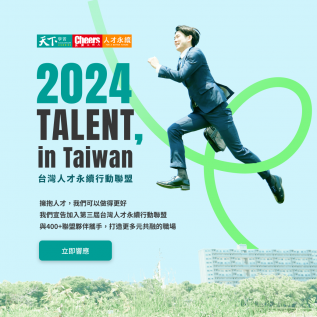 天下 學習
Cheers
人才永續
2024
TALENT,
in Taiwan
台灣人才永續行動聯盟
擁抱人才，我們可以做得更好
我們宣告加入第三屆台灣人才永續行動聯盟
與400+聯盟夥伴攜手，打造更多元共融的職場
立即響應